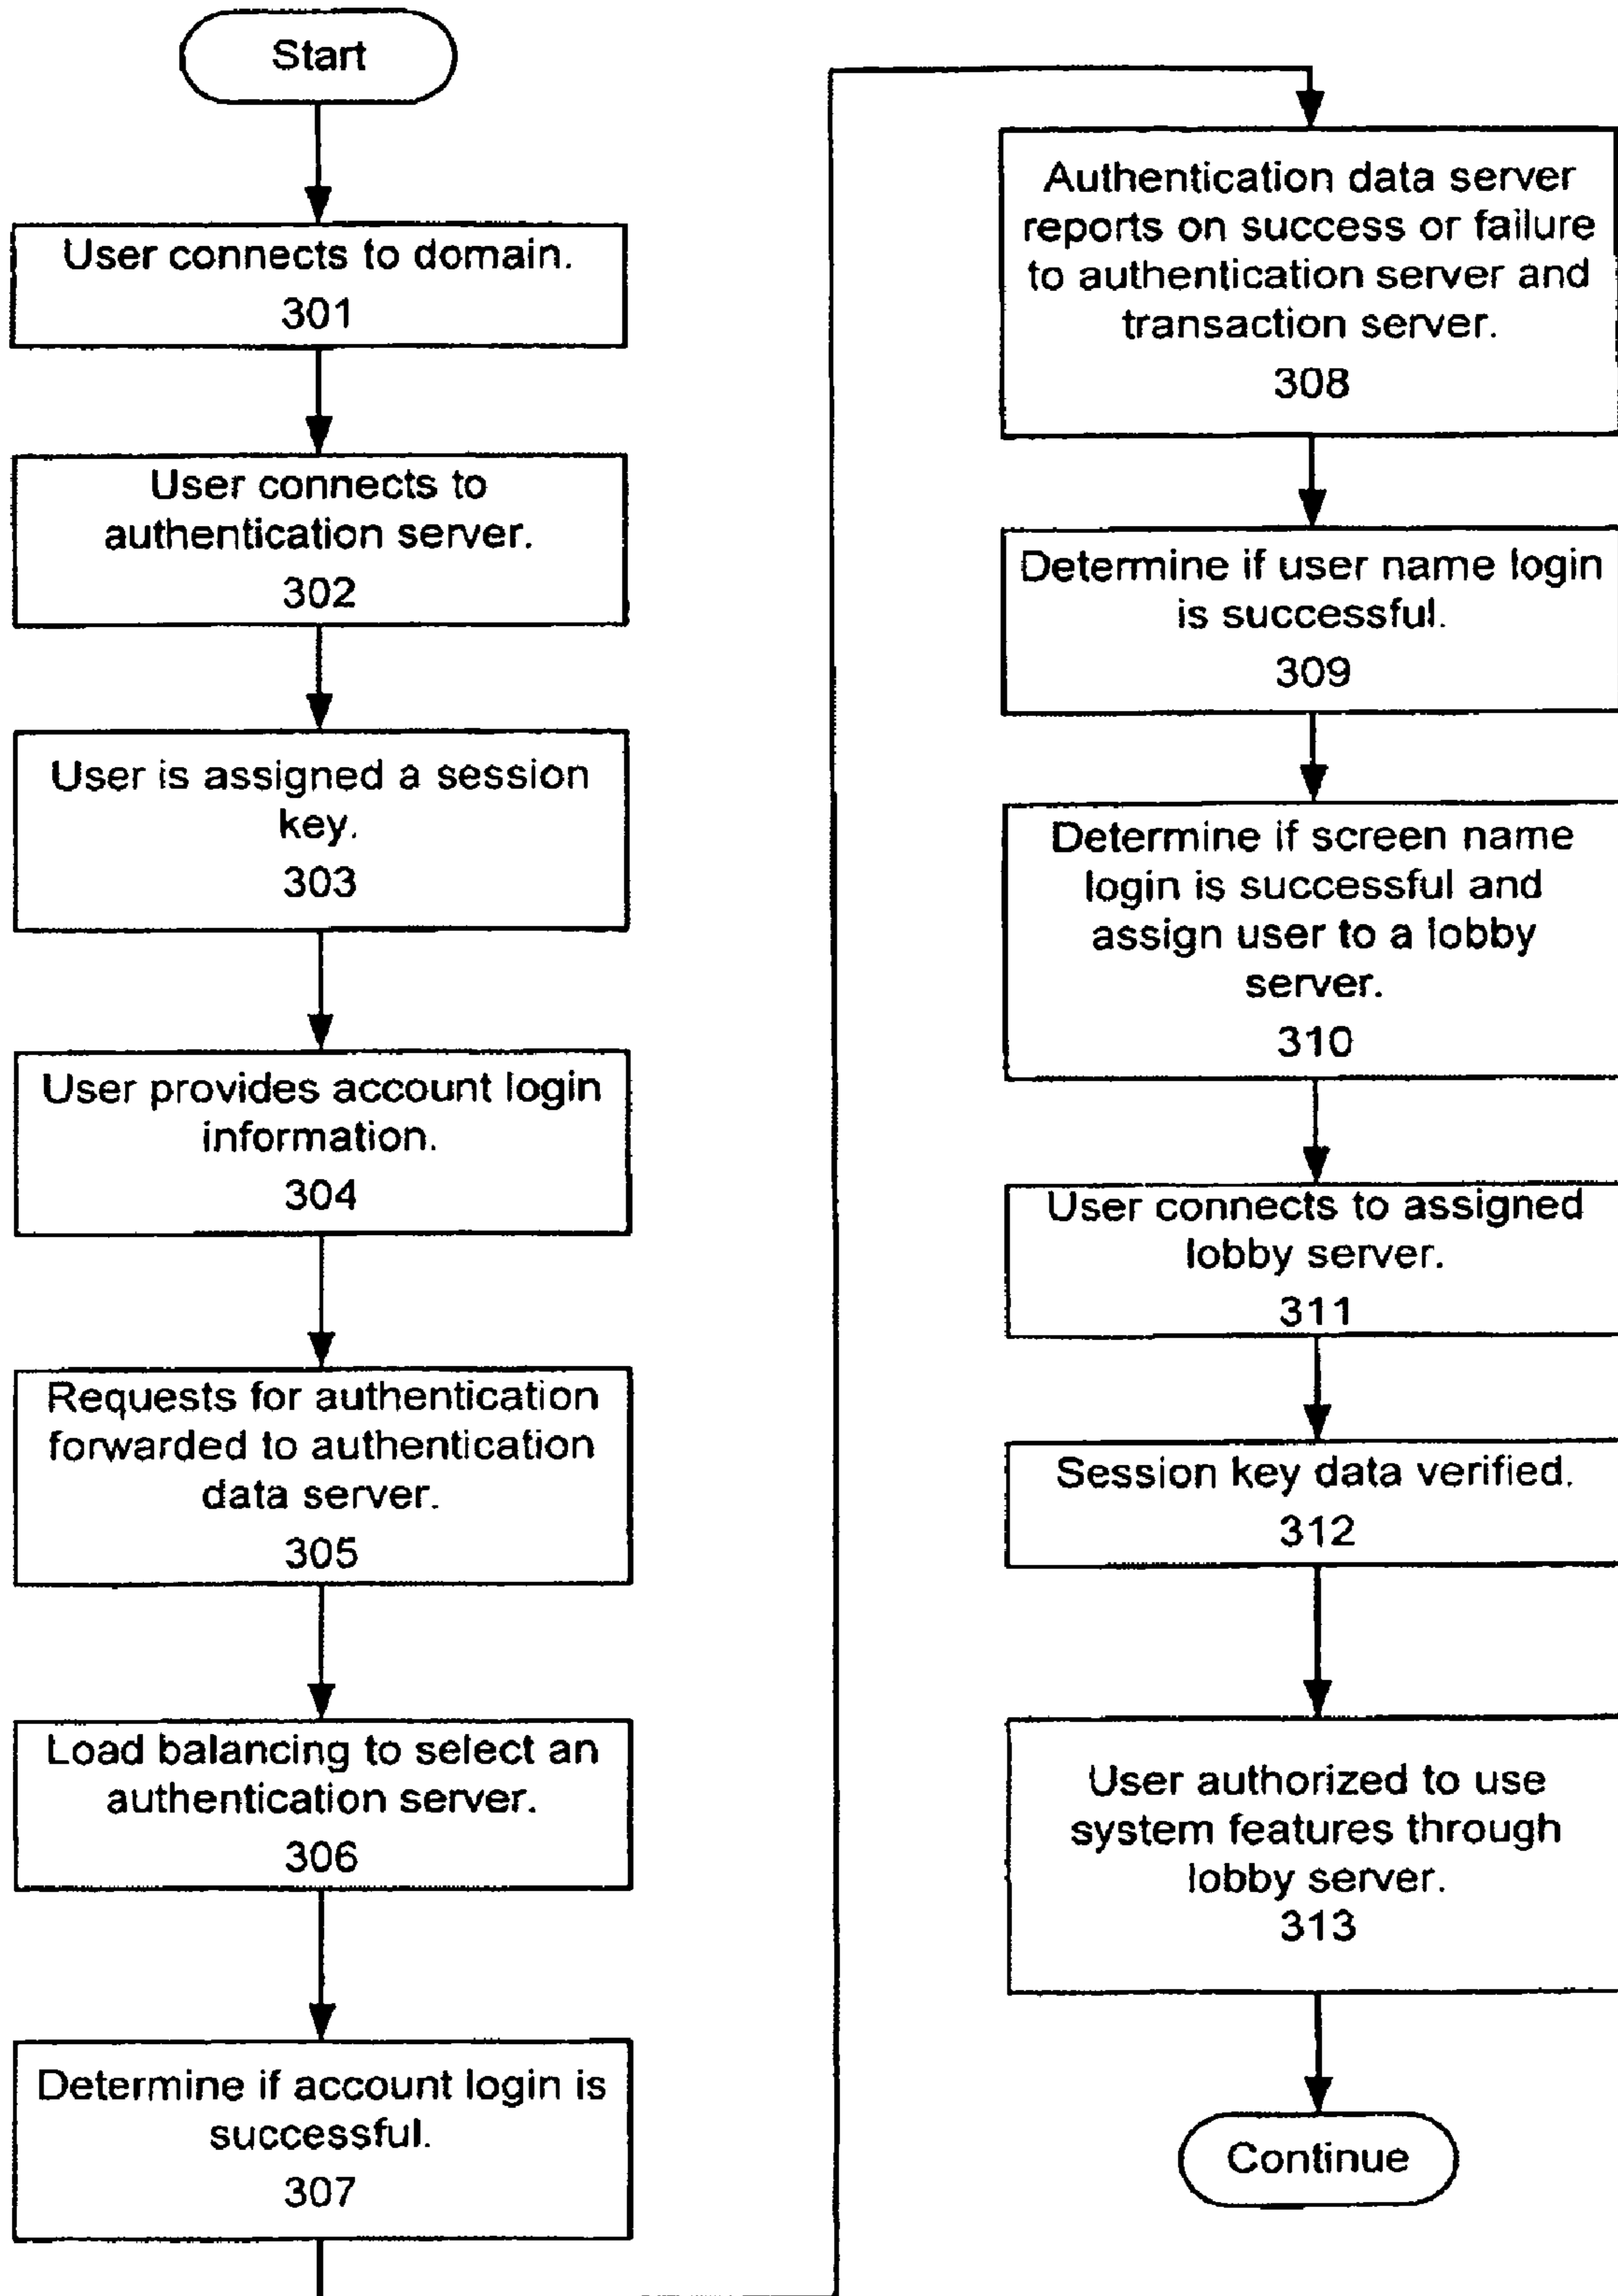 Start
User connects to domain.
301
User connects to
authentication server.
302
User is assigned a session
key.
303
User provides account login
information.
304
Requests for authentication
forwarded to authentication
data server.
305
Load balancing to select an
authentication server.
306
Determine if account login is
successful.
307
Authentication data server
reports on success or failure
to authentication server and
transaction server.
308
Determine if user name login
is successful.
309
Determine if screen name
login is successful and
assign user to a lobby
server.
310
User connects to assigned
lobby server.
311
Session key data verified.
312
User authorized to use
system features through
lobby server.
313
Continue